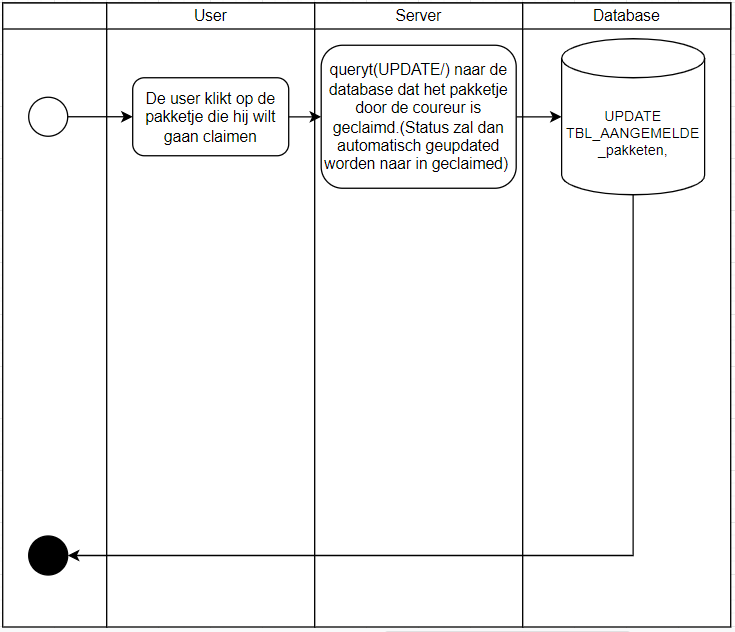 User
Server
Database
De user klikt op de
pakketje die hij wilt
gaan claimen
queryt(UPDATE/) naar de
database dat het pakketje
door de coureur is
geclaimd.(Status zal dan
automatisch geupdated
worden naar in geclaimed)
UPDATE
TBL_AANGEMELDE
_pakketen,